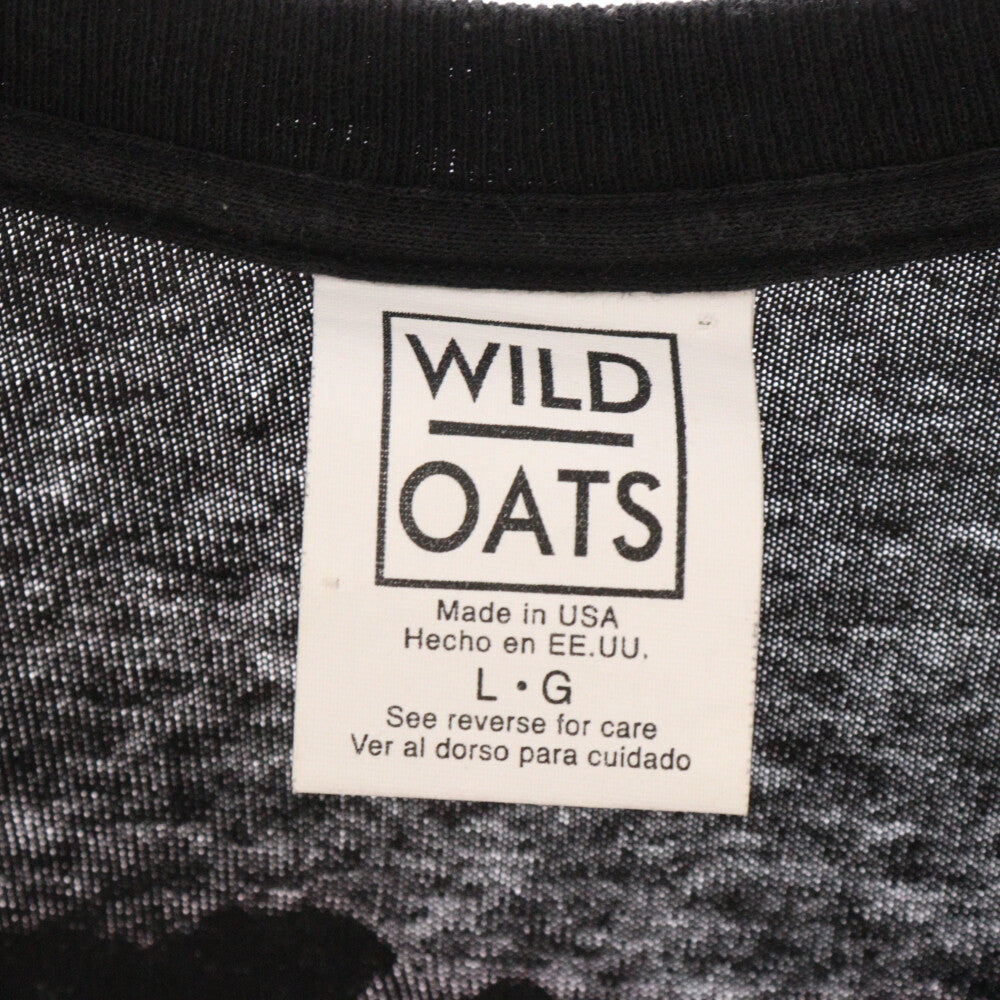 WILD
OATS
Made in USA
Hecho en EE.UU.
L • G
See reverse for care
Ver al dorso para cuidado